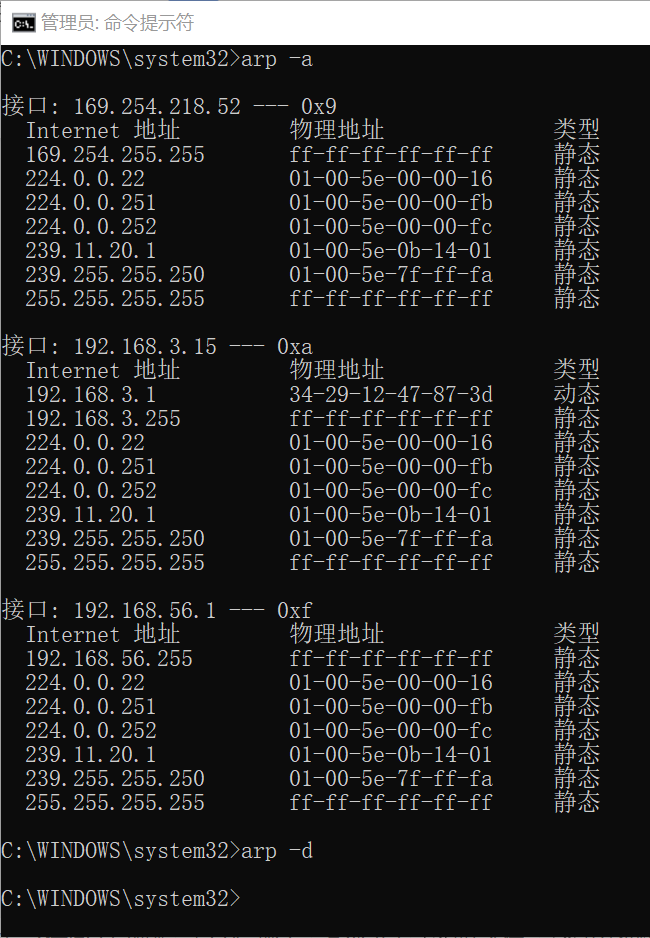 管理员: 命令提示符
C:\WINDOWS\system32>arp -a
接口: 169.254.218.52 --- 0x9
Internet 地址 物理地址 类型
169.254.255.255 ff-ff-ff-ff-ff-ff 静态
224.0.0.22 01-00-5e-00-00-16 静态
224.0.0.251 01-00-5e-00-00-fb 静态
224.0.0.252 01-00-5e-00-00-fc 静态
239.11.20.1 01-00-5e-0b-14-01 静态
239.255.255.250 01-00-5e-7f-ff-fa 静态
255.255.255.255 ff-ff-ff-ff-ff-ff 静态
接口: 192.168.3.15 --- 0xa
Internet 地址 物理地址 类型
192.168.3.1 34-29-12-47-87-3d 动态
192.168.3.255 ff-ff-ff-ff-ff-ff 静态
224.0.0.22 01-00-5e-00-00-16 静态
224.0.0.251 01-00-5e-00-00-fb 静态
224.0.0.252 01-00-5e-00-00-fc 静态
239.11.20.1 01-00-5e-0b-14-01 静态
239.255.255.250 01-00-5e-7f-ff-fa 静态
255.255.255.255 ff-ff-ff-ff-ff-ff 静态
接口: 192.168.56.1 --- 0xf
Internet 地址 物理地址 类型
192.168.56.255 ff-ff-ff-ff-ff-ff 静态
224.0.0.22 01-00-5e-00-00-16 静态
224.0.0.251 01-00-5e-00-00-fb 静态
224.0.0.252 01-00-5e-00-00-fc 静态
239.11.20.1 01-00-5e-0b-14-01 静态
239.255.255.250 01-00-5e-7f-ff-fa 静态
255.255.255.255 ff-ff-ff-ff-ff-ff 静态
C:\WINDOWS\system32>arp -d
C:\WINDOWS\system32>